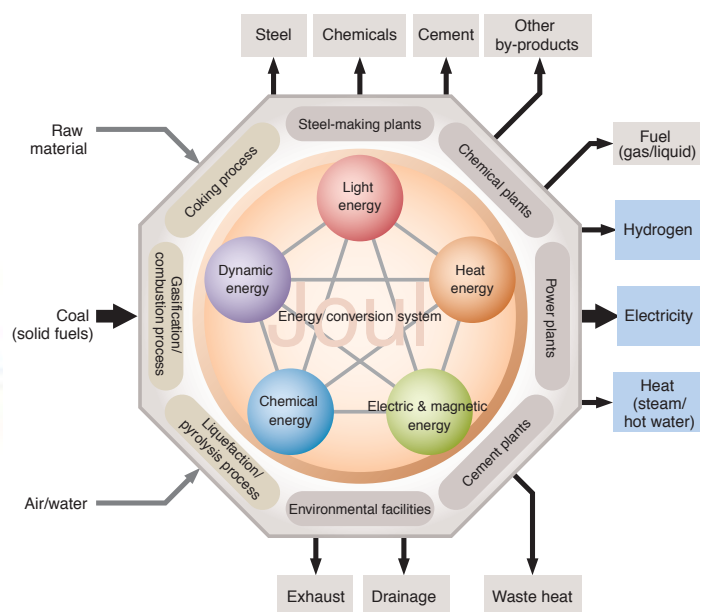 Steel
Chemicals
Cement
Other
by-products
Raw
material
Steel-making plants
Coking process
Chemical plants
Fuel
(gas/liquid)
Light
energy
Hydrogen
Dynamic
energy
Heat
energy
Gasification/
combustion process
Coal
(solid fuels)
Joul
Energy conversion system
Power plants
Electricity
Heat
(steam/
hot water)
Chemical
energy
Electric & magnetic
energy
Liquefaction/
pyrolysis process
Cement plants
Air/water
Environmental facilities
Exhaust
Drainage
Waste heat